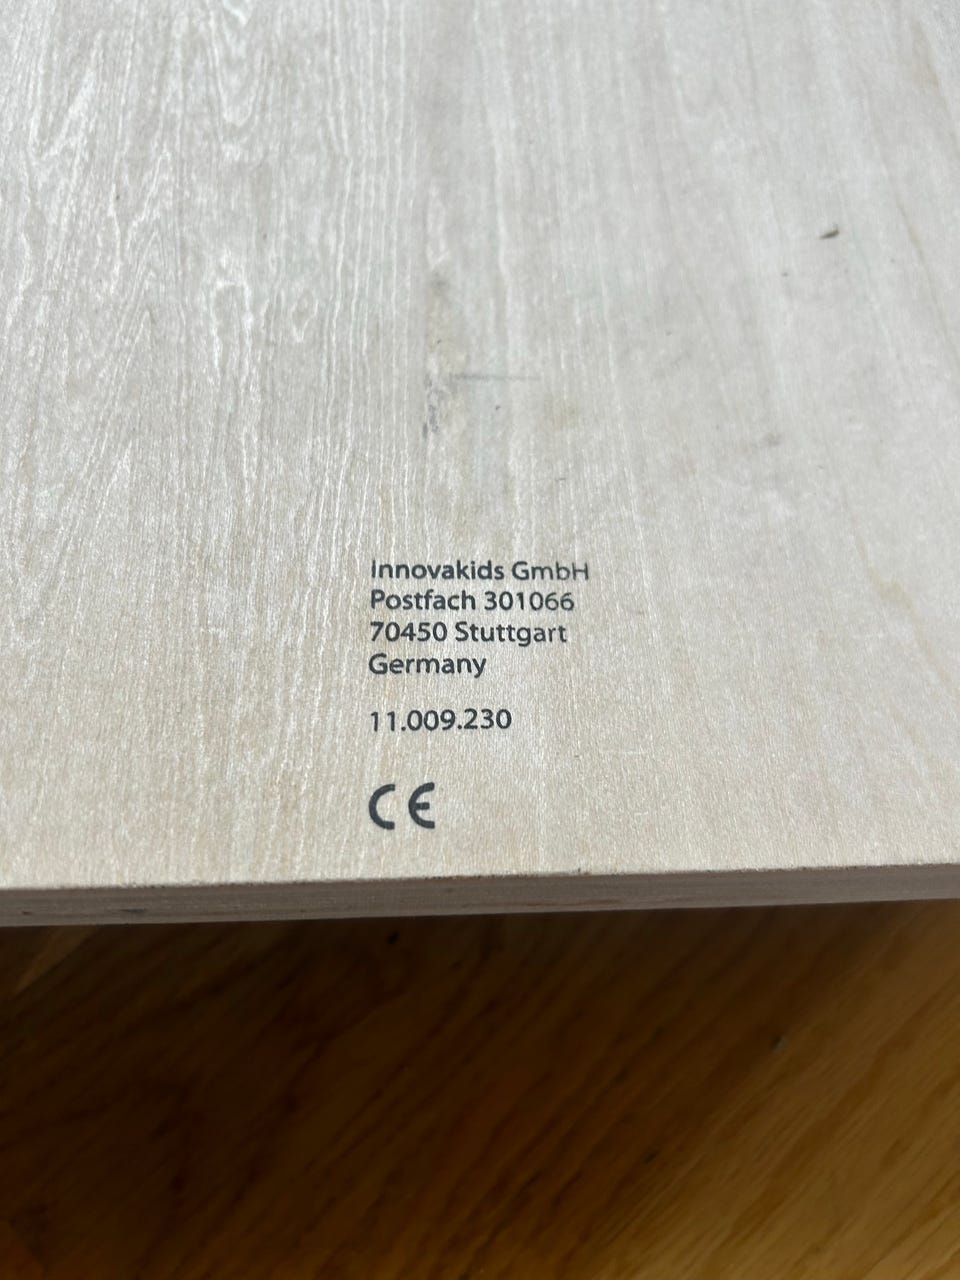 Innovakids GmbH
Postfach 301066
70450 Stuttgart
Germany
11.009.230
CE